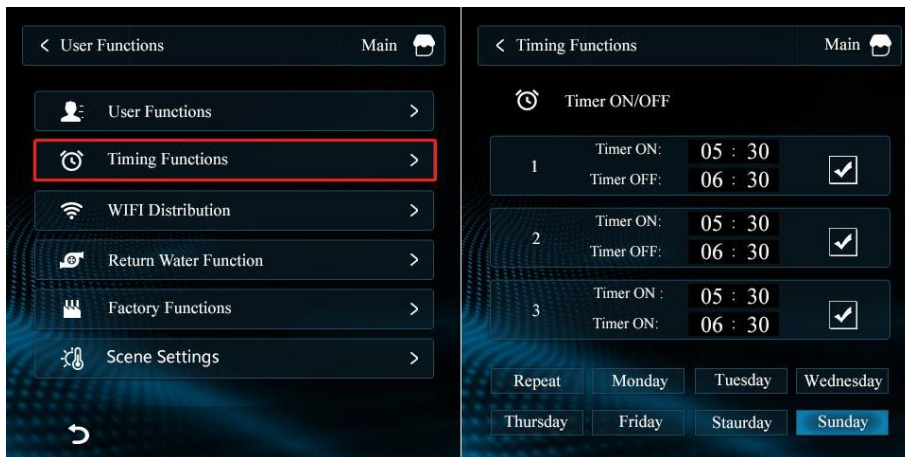 User Functions Main
User Functions
Timing Functions
WIFI Distribution
Return Water Function
Factory Functions
Scene Settings
Timing Functions Main
Timer ON/OFF
1
Timer ON: 05 : 30
Timer OFF: 06 : 30
2
Timer ON: 05 : 30
Timer OFF: 06 : 30
3
Timer ON : 05 : 30
Timer ON: 06 : 30
Repeat Monday Tuesday Wednesday
Thursday Friday Staurday Sunday